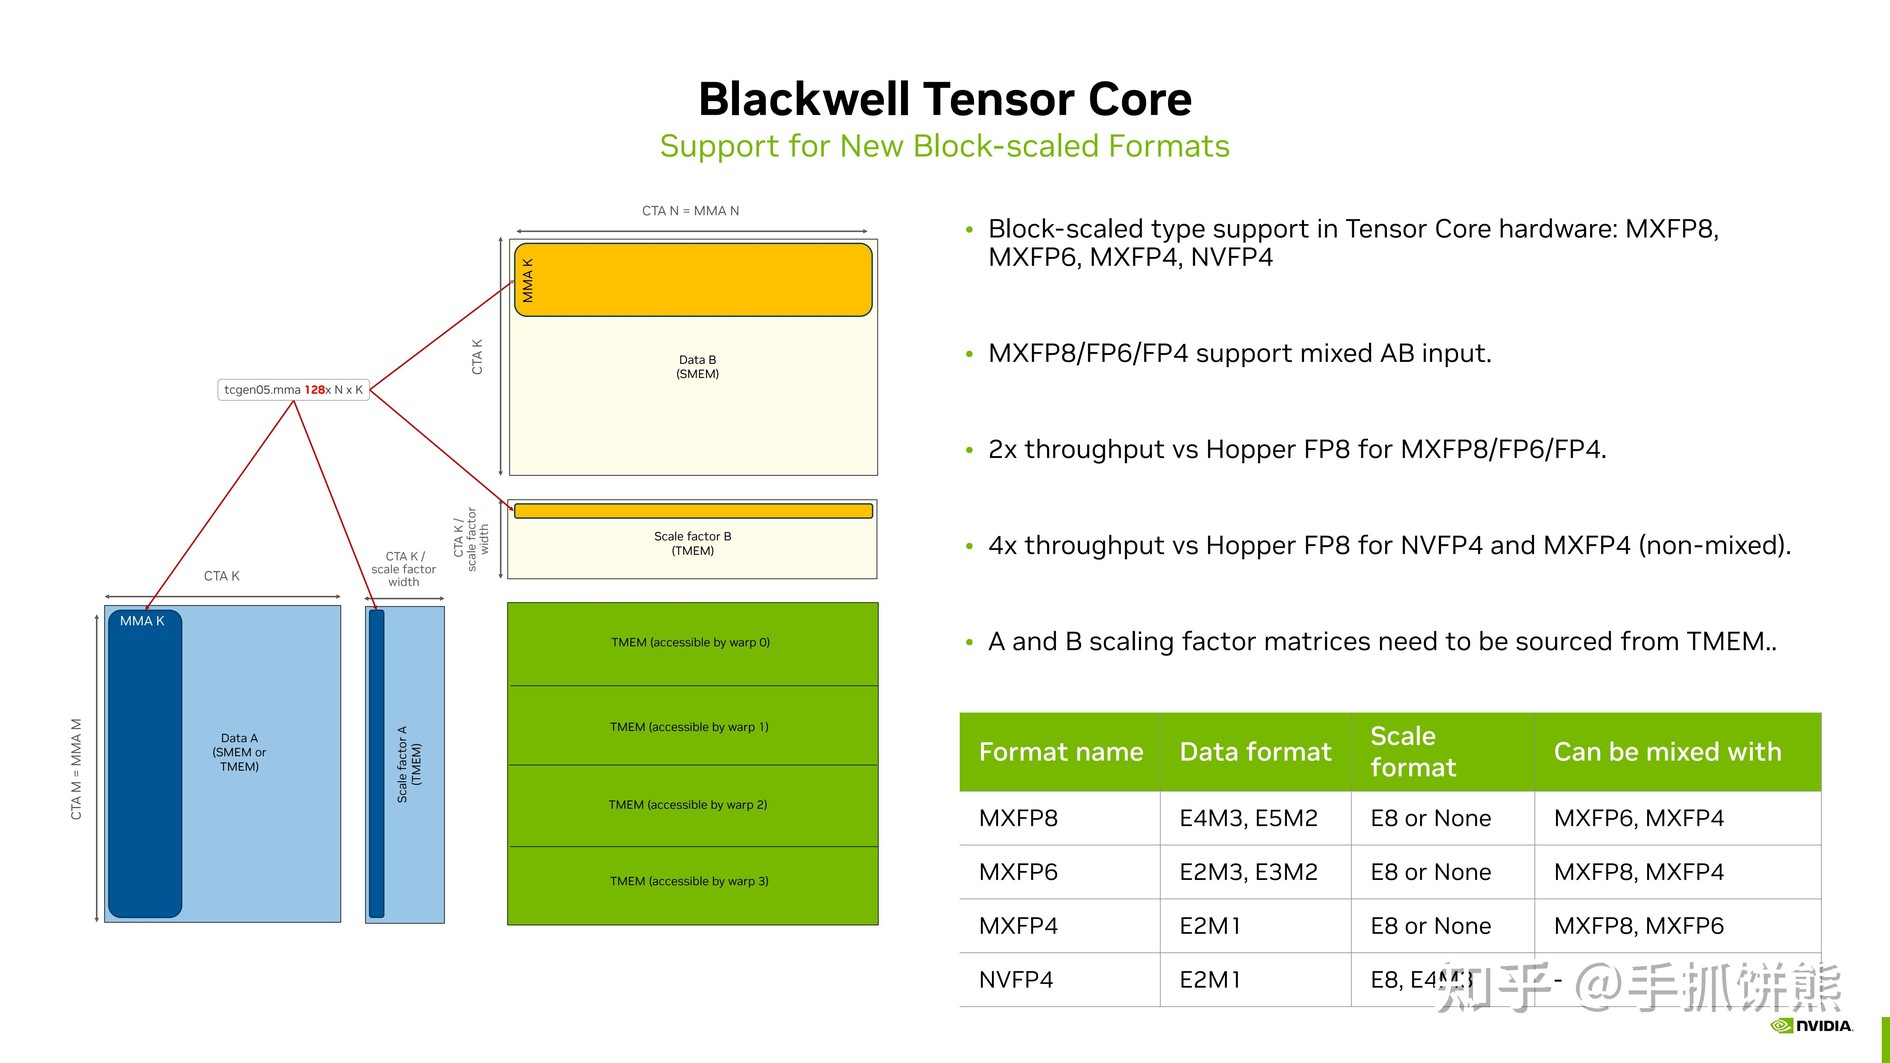 Blackwell Tensor Core
Support for New Block-scaled Formats
CTA N = MMA N
MMA K
CTA K
Data B
(SMEM)
tcgen05.mma 128x N x K
CTA K /
scale factor
width
Scale factor B
(TMEM)
CTA K
CTA K /
scale factor
width
MMA K
CTA M = MMA M
Data A
(SMEM or
TMEM)
Scale factor A
(TMEM)
TMEM (accessible by warp 0)
TMEM (accessible by warp 1)
TMEM (accessible by warp 2)
TMEM (accessible by warp 3)
• Block-scaled type support in Tensor Core hardware: MXFP8,
MXFP6, MXFP4, NVFP4
• MXFP8/FP6/FP4 support mixed AB input.
• 2x throughput vs Hopper FP8 for MXFP8/FP6/FP4.
• 4x throughput vs Hopper FP8 for NVFP4 and MXFP4 (non-mixed).
• A and B scaling factor matrices need to be sourced from TMEM..
Format name Data format Scale format Can be mixed with
MXFP8 E4M3, E5M2 E8 or None MXFP6, MXFP4
MXFP6 E2M3, E3M2 E8 or None MXFP8, MXFP4
MXFP4 E2M1 E8 or None MXFP8, MXFP6
NVFP4 E2M1 E8, E4M3 -
知乎 @手抓饼熊
NVIDIA